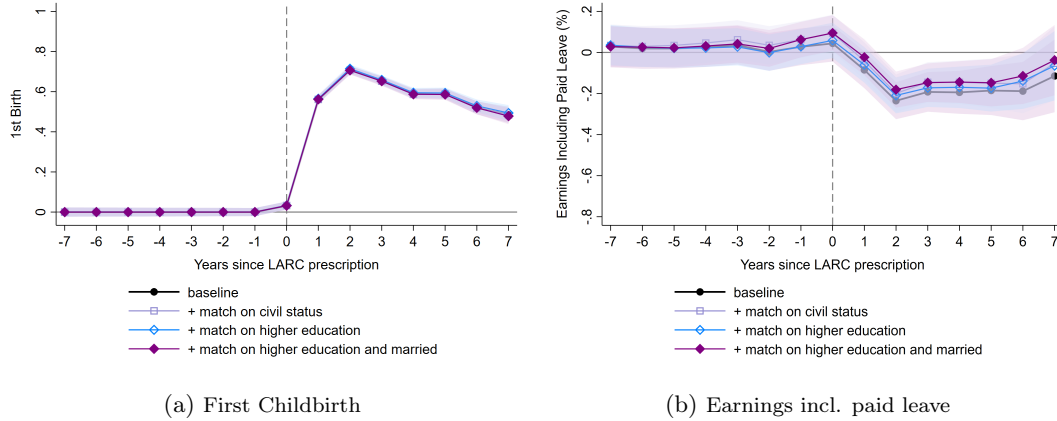 1
.8
.6
.4
.2
0
1st Birth
-7 -6 -5 -4 -3 -2 -1 0 1 2 3 4 5 6 7
Years since LARC prescription
baseline
+ match on civil status
+ match on higher education
+ match on higher education and married
(a) First Childbirth
.2
0
-.2
-.4
-.6
-.8
Earnings Including Paid Leave (%)
-7 -6 -5 -4 -3 -2 -1 0 1 2 3 4 5 6 7
Years since LARC prescription
baseline
+ match on civil status
+ match on higher education
+ match on higher education and married
(b) Earnings incl. paid leave